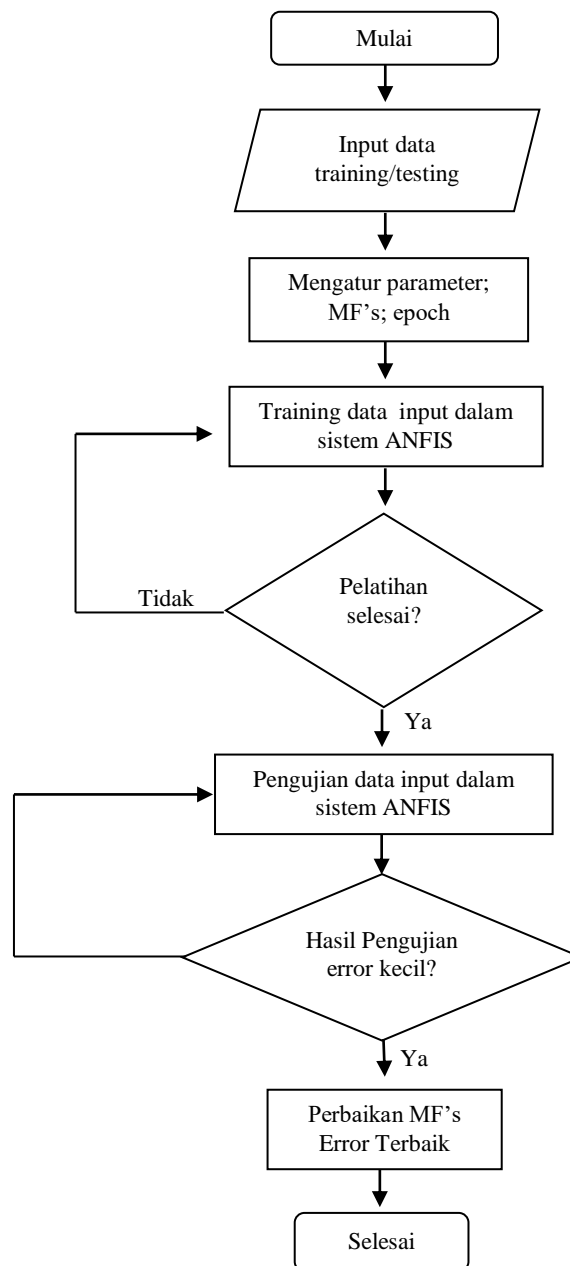 Mulai
Input data
training/testing
Mengatur parameter;
MF’s; epoch
Training data  input dalam
sistem ANFIS
Pelatihan
selesai?
Tidak
Ya
Pengujian data input dalam
sistem ANFIS
Hasil Pengujian
error kecil?
Ya
Perbaikan MF’s
Error Terbaik
Selesai